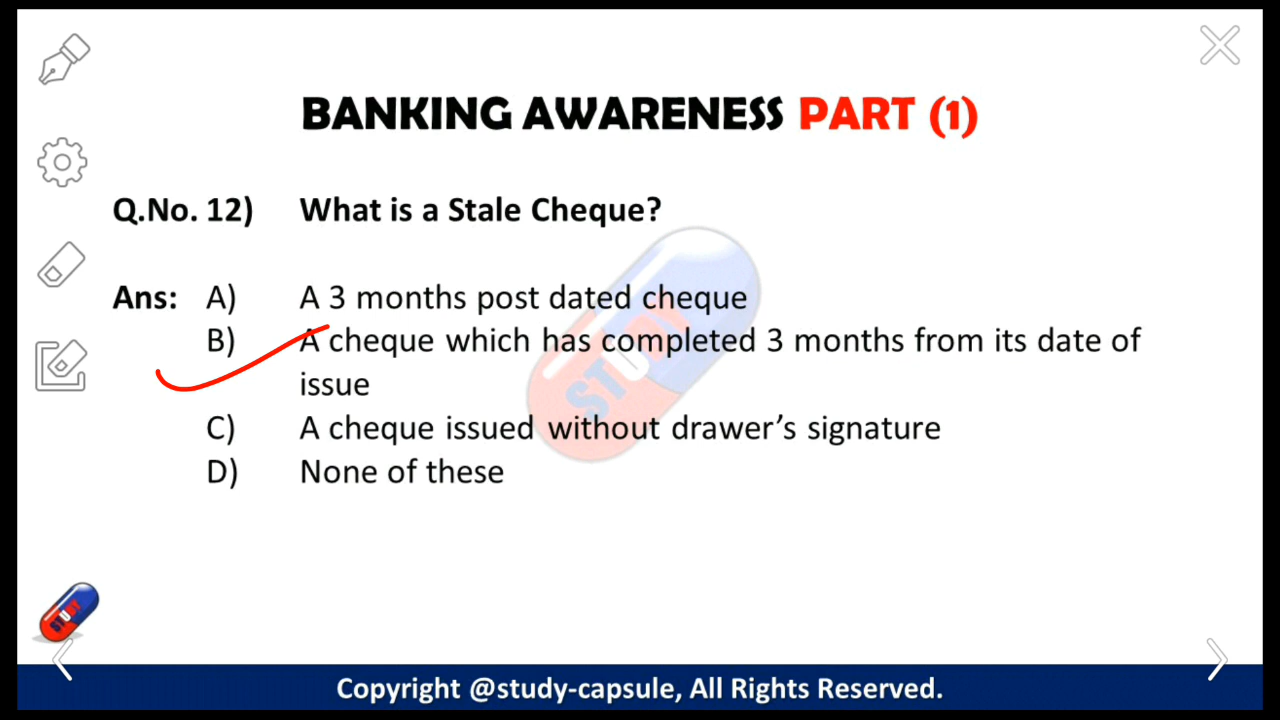 BANKING AWARENESS PART (1)
Q.No. 12) What is a Stale Cheque?
Ans: A) A 3 months post dated cheque
B) A cheque which has completed 3 months from its date of
issue
C) A cheque issued without drawer’s signature
D) None of these
STUDY
STUDY
Copyright @study-capsule, All Rights Reserved.